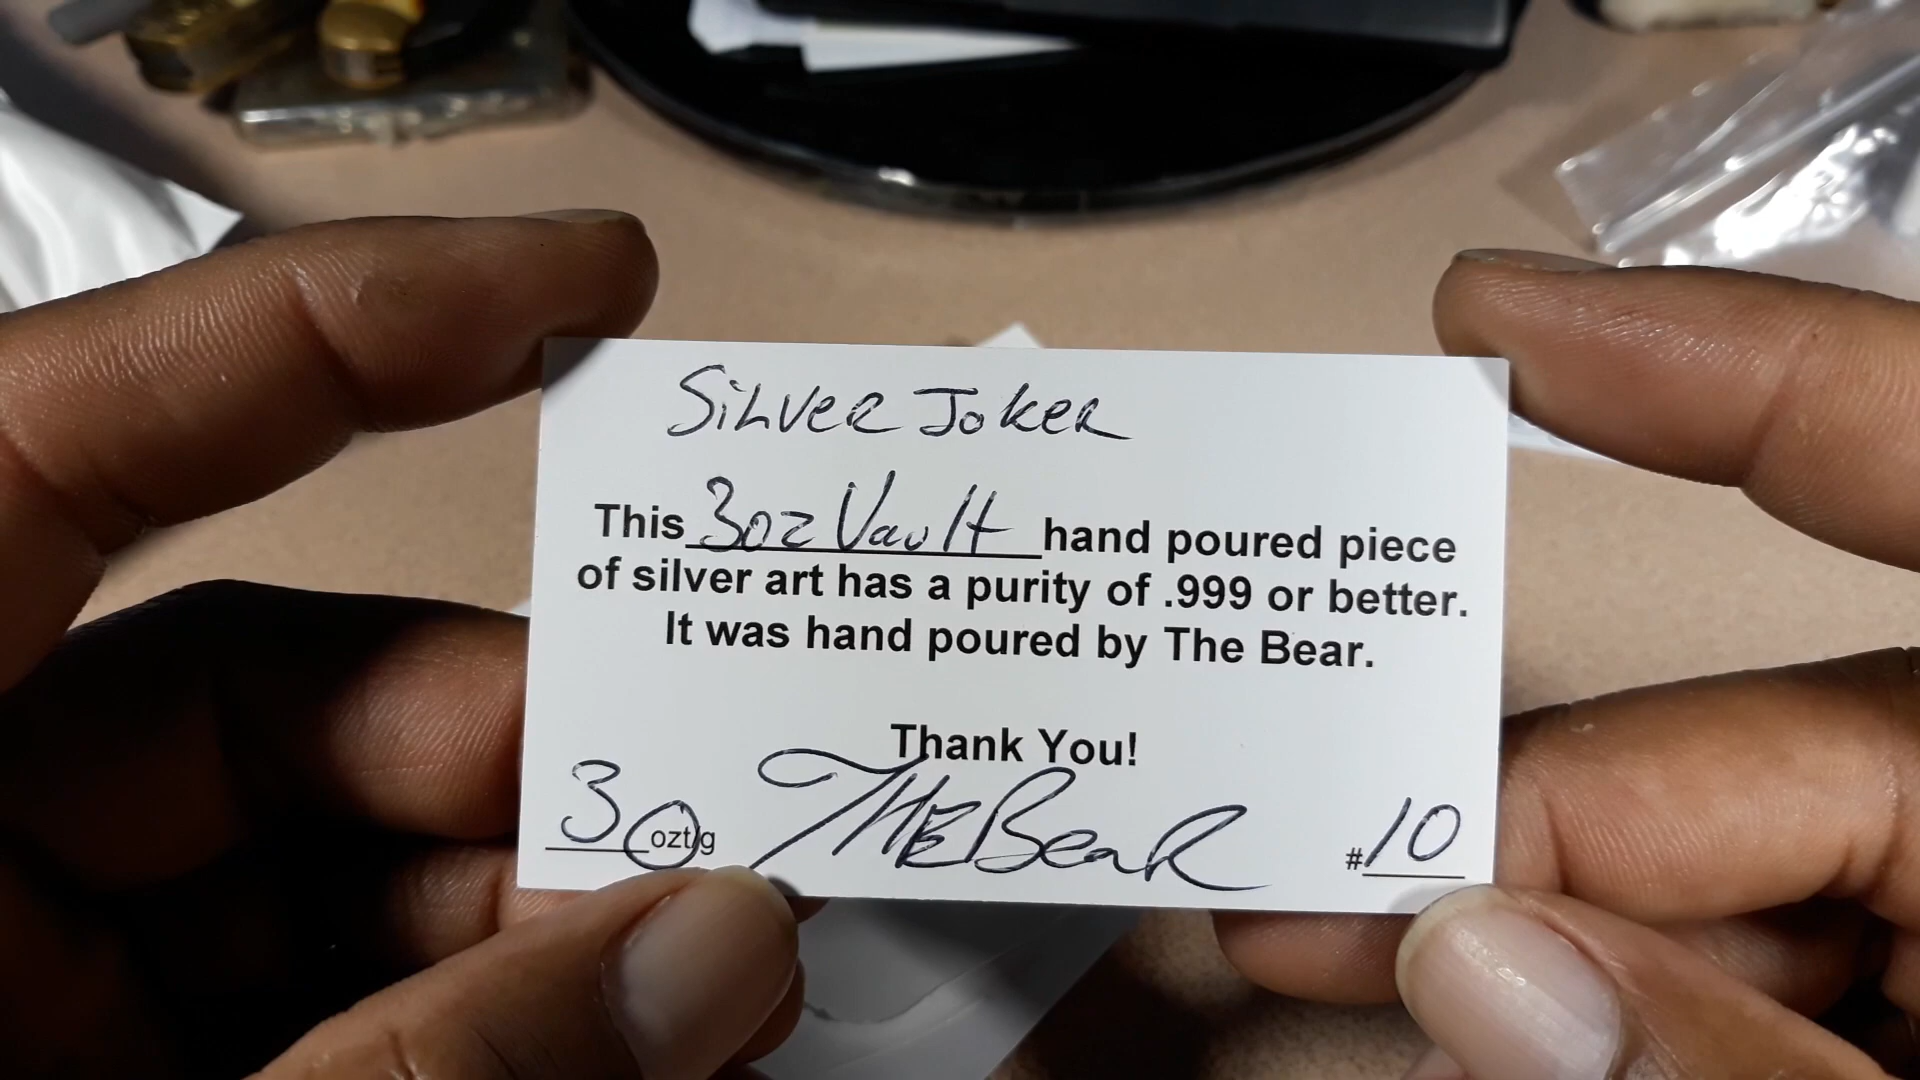 SiLVER JokER
This 3oz Vault hand poured piece
of silver art has a purity of .999 or better.
It was hand poured by The Bear.
Thank You!
3 ozt/g THE BeaR #10